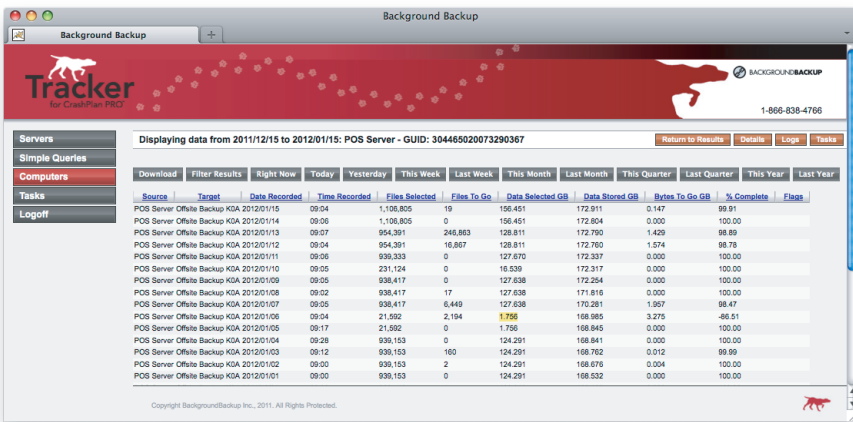 Background Backup
Background Backup
Tracker
for CrashPlan PRO
BACKGROUNDBACKUP
1-866-838-4766
Servers
Simple Queries
Computers
Tasks
Logoff
Displaying data from 2011/12/15 to 2012/01/15: POS Server - GUID: 304465020073290367
Return to Results Details Logs Tasks
Download Filter Results Right Now Today Yesterday This Week Last Week This Month Last Month This Quarter Last Quarter This Year Last Year
Source Target Date Recorded Time Recorded Files Selected Files To Go Data Selected GB Data Stored GB Bytes To Go GB % Complete Flags
POS Server Offsite Backup K0A 2012/01/15 09:04 1,106,805 19 156.451 172.911 0.147 99.91
POS Server Offsite Backup K0A 2012/01/14 09:06 1,106,805 0 156.451 172.804 0.000 100.00
POS Server Offsite Backup K0A 2012/01/13 09:07 954,391 246,863 128.811 172.790 1.429 98.89
POS Server Offsite Backup K0A 2012/01/12 09:04 954,391 16,867 128.811 172.760 1.574 98.78
POS Server Offsite Backup K0A 2012/01/11 09:06 939,333 0 127.670 172.337 0.000 100.00
POS Server Offsite Backup K0A 2012/01/10 09:05 231,124 0 16.539 172.317 0.000 100.00
POS Server Offsite Backup K0A 2012/01/09 09:05 938,417 0 127.638 172.254 0.000 100.00
POS Server Offsite Backup K0A 2012/01/08 09:02 938,417 17 127.638 171.816 0.000 100.00
POS Server Offsite Backup K0A 2012/01/07 09:05 938,417 6,449 127.638 170.281 1.957 98.47
POS Server Offsite Backup K0A 2012/01/06 09:04 21,592 2,194 1.756 168.985 3.275 -86.51
POS Server Offsite Backup K0A 2012/01/05 09:17 21,592 0 1.756 168.845 0.000 100.00
POS Server Offsite Backup K0A 2012/01/04 09:28 939,153 0 124.291 168.841 0.000 100.00
POS Server Offsite Backup K0A 2012/01/03 09:12 939,153 160 124.291 168.762 0.012 99.99
POS Server Offsite Backup K0A 2012/01/02 09:00 939,153 2 124.291 168.676 0.004 100.00
POS Server Offsite Backup K0A 2012/01/01 09:00 939,153 0 124.291 168.532 0.000 100.00
Copyright BackgroundBackup Inc., 2011. All Rights Protected.